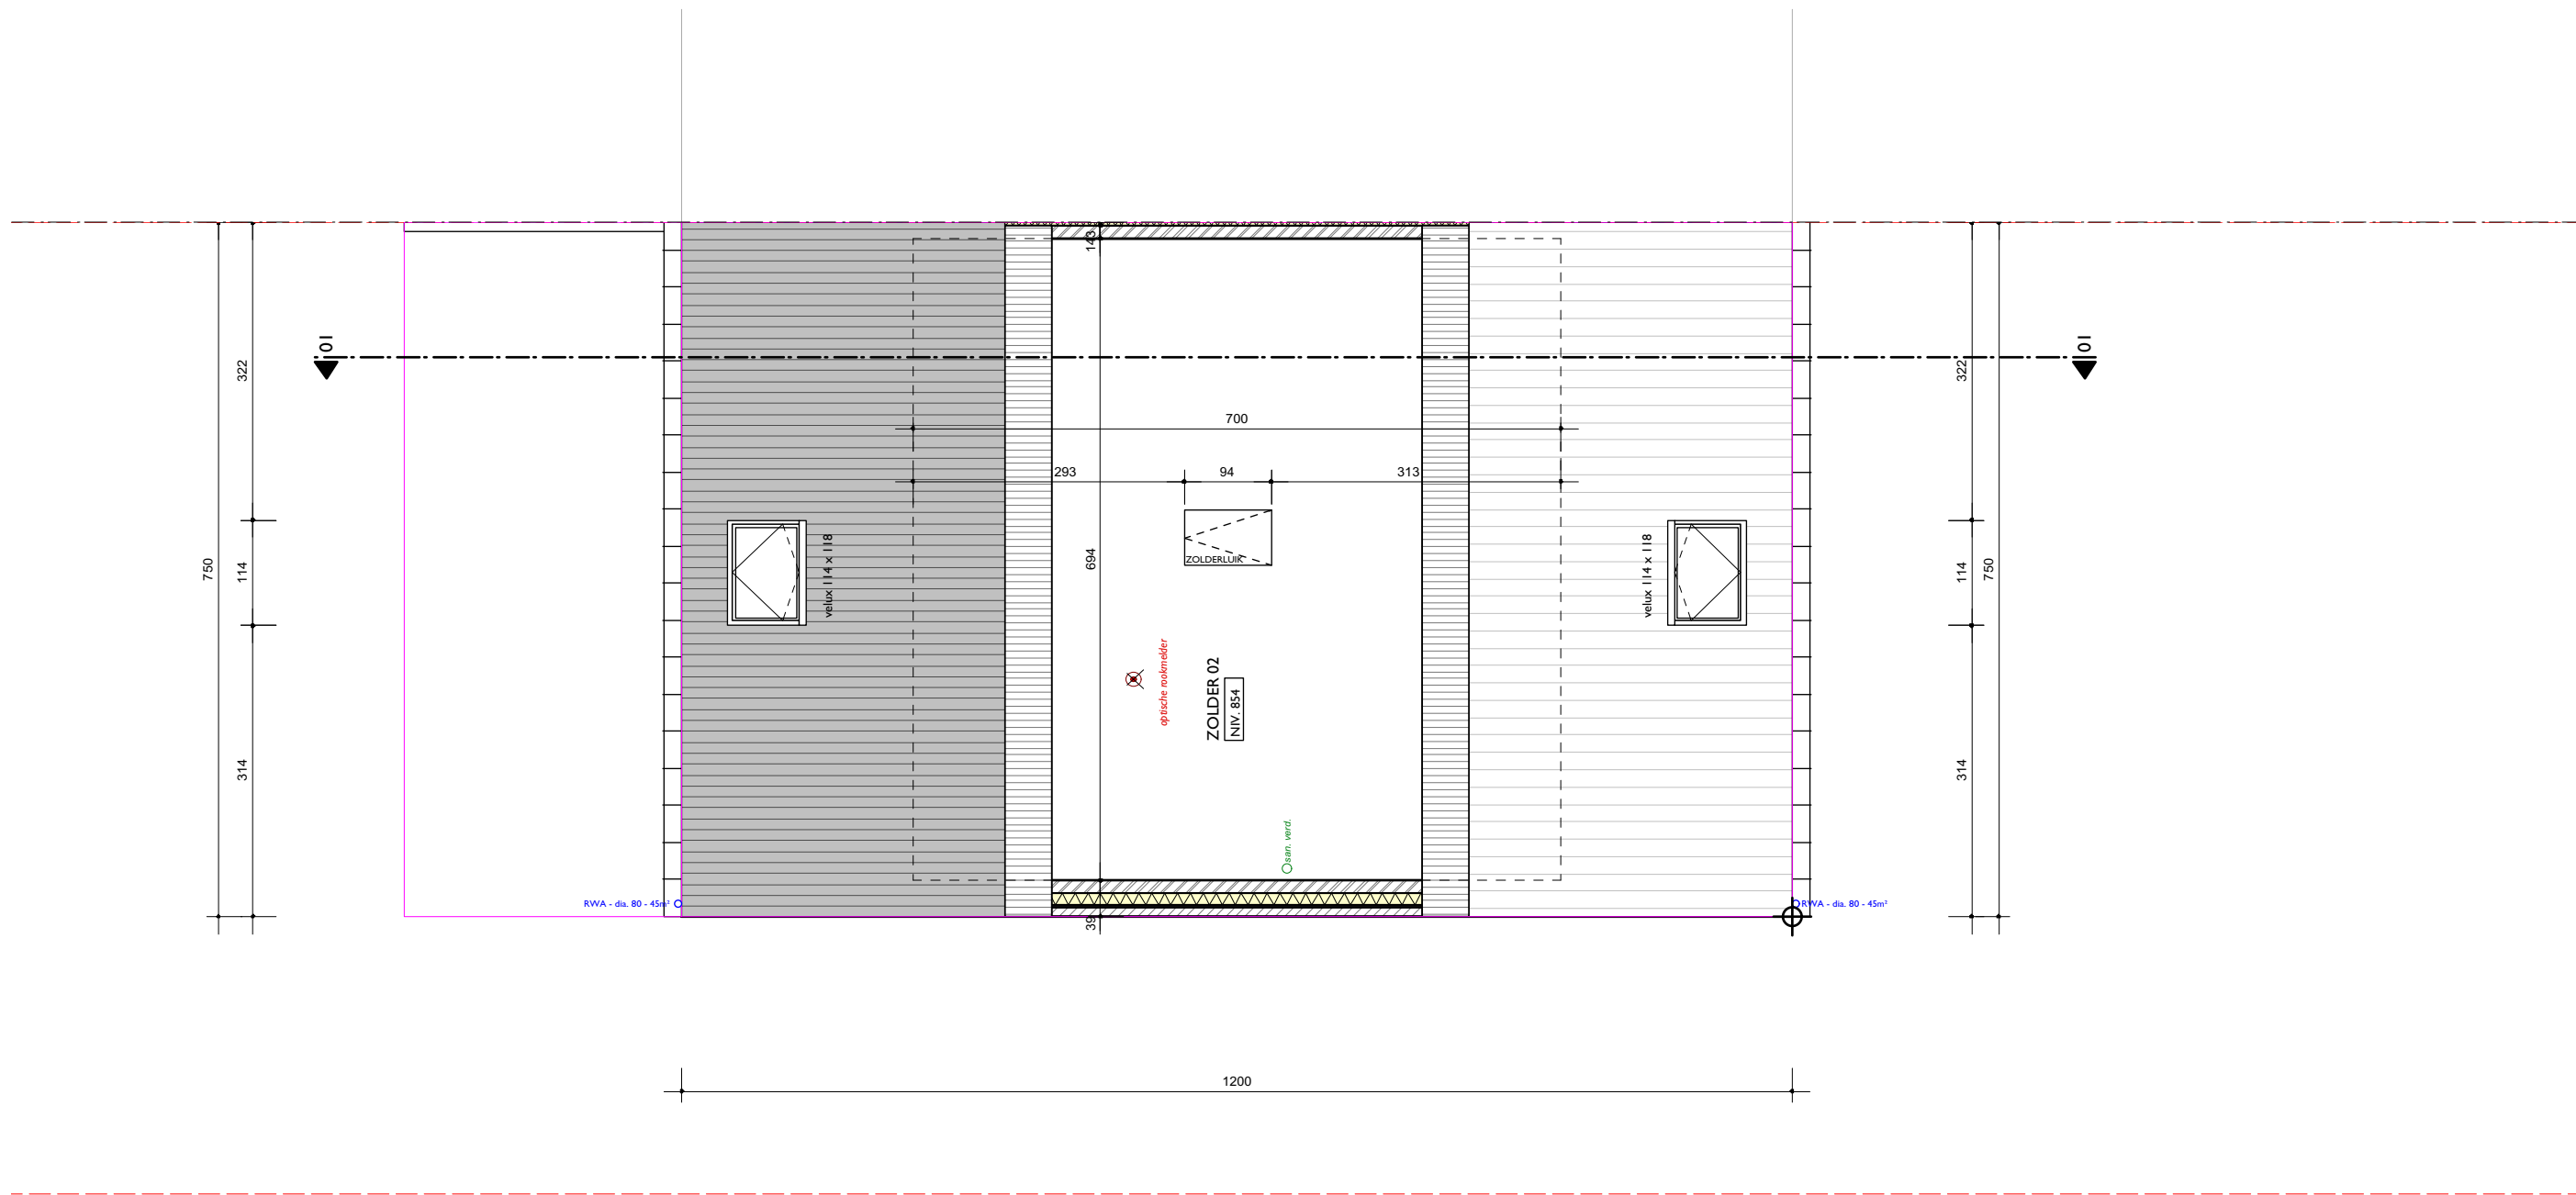 01
01
322
750
114
314
143
700
293
94
313
694
ZOLDERLUIK
velux 114 x 118
velux 114 x 118
optische rookmelder
ZOLDER 02
NIV. 854
san. verd.
RWA - dia. 80 - 45m²
RWA - dia. 80 - 45m²
39
322
114
750
314
1200